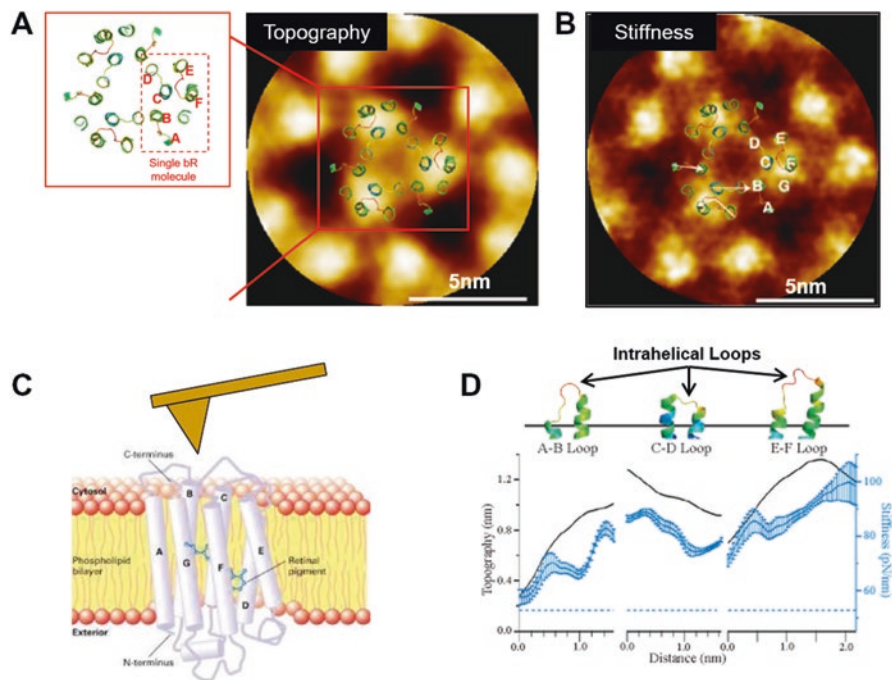 A
D
E
C
F
B
A
Single bR
molecule
Topography
5nm
B
Stiffness
D
E
C
F
B
G
A
5nm
C
C-terminus
Cytosol
B
C
A
G
F
E
D
Phospholipid
bilayer
Retinal
pigment
Exterior
N-terminus
D
Intrahelical Loops
A-B Loop
C-D Loop
E-F Loop
Topography (nm)
1.2
0.8
0.4
0.0
1.0
0.0
1.0
0.0
1.0
2.0
Distance (nm)
100
80
60
Stiffness (pN/nm)